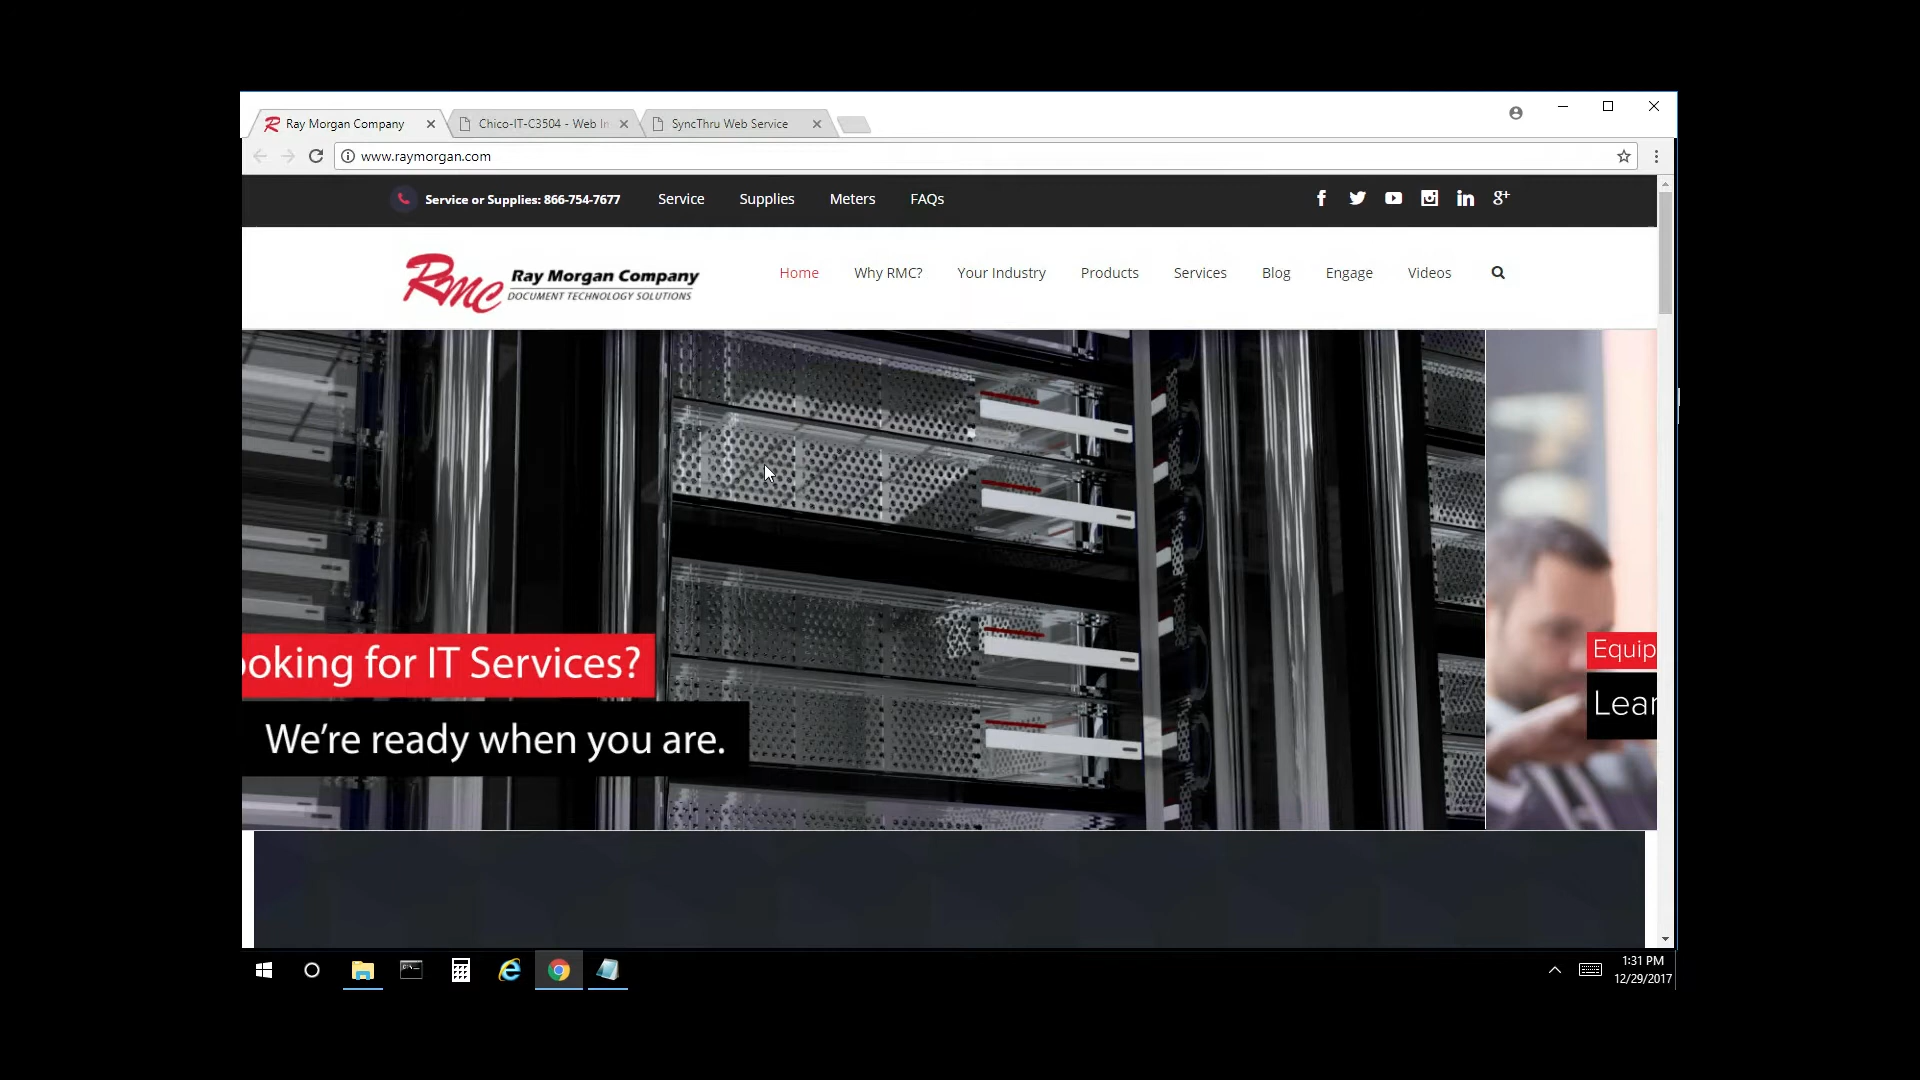 Ray Morgan Company
Chico-IT-C3504 - Web In
SyncThru Web Service
www.raymorgan.com
Service or Supplies: 866-754-7677 Service Supplies Meters FAQs
RMC Ray Morgan Company
DOCUMENT TECHNOLOGY SOLUTIONS
Home Why RMC? Your Industry Products Services Blog Engage Videos
ooking for IT Services?
We're ready when you are.
Equip
Lear
1:31 PM
12/29/2017